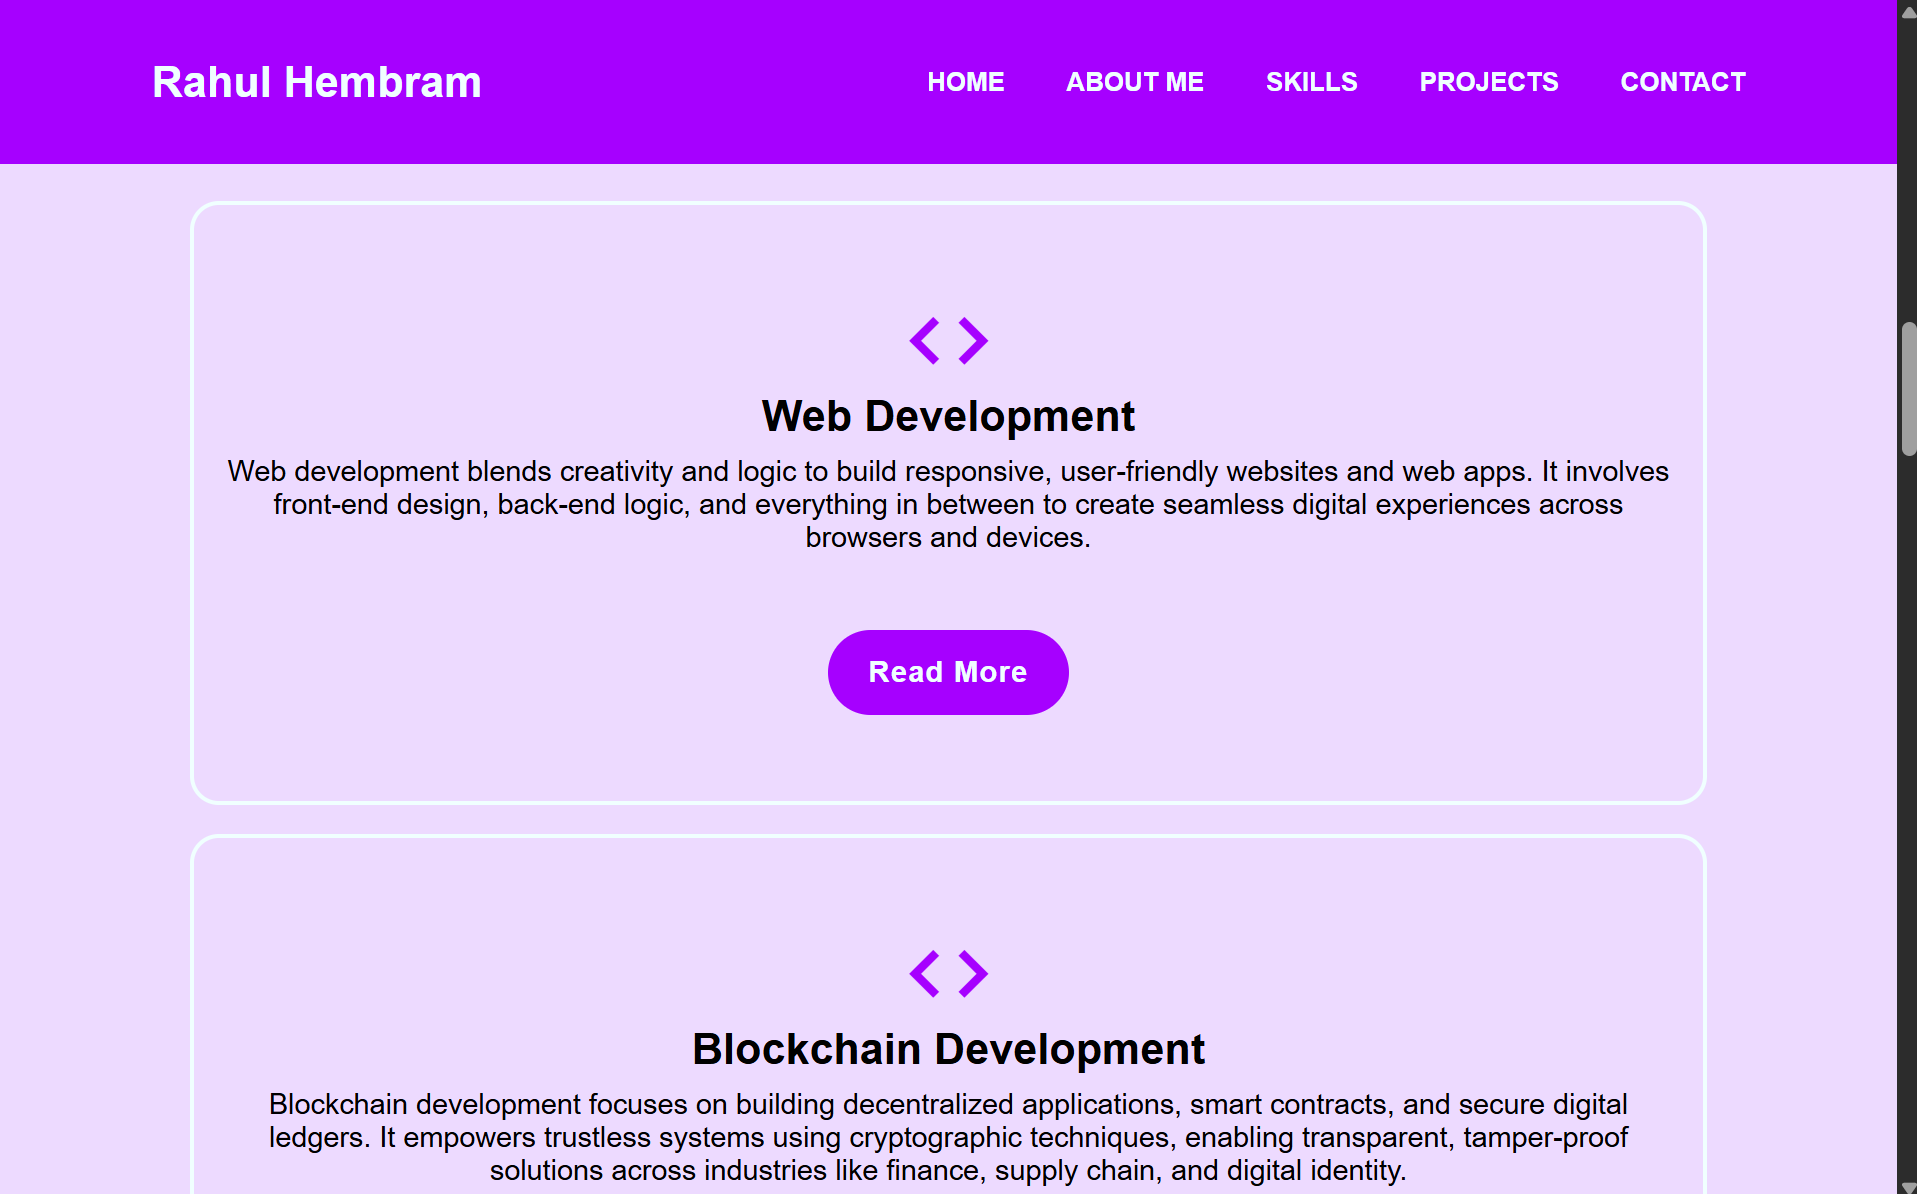 Rahul Hembram
HOME ABOUT ME SKILLS PROJECTS CONTACT
Web Development
Web development blends creativity and logic to build responsive, user-friendly websites and web apps. It involves
front-end design, back-end logic, and everything in between to create seamless digital experiences across
browsers and devices.
Read More
Blockchain Development
Blockchain development focuses on building decentralized applications, smart contracts, and secure digital
ledgers. It empowers trustless systems using cryptographic techniques, enabling transparent, tamper-proof
solutions across industries like finance, supply chain, and digital identity.